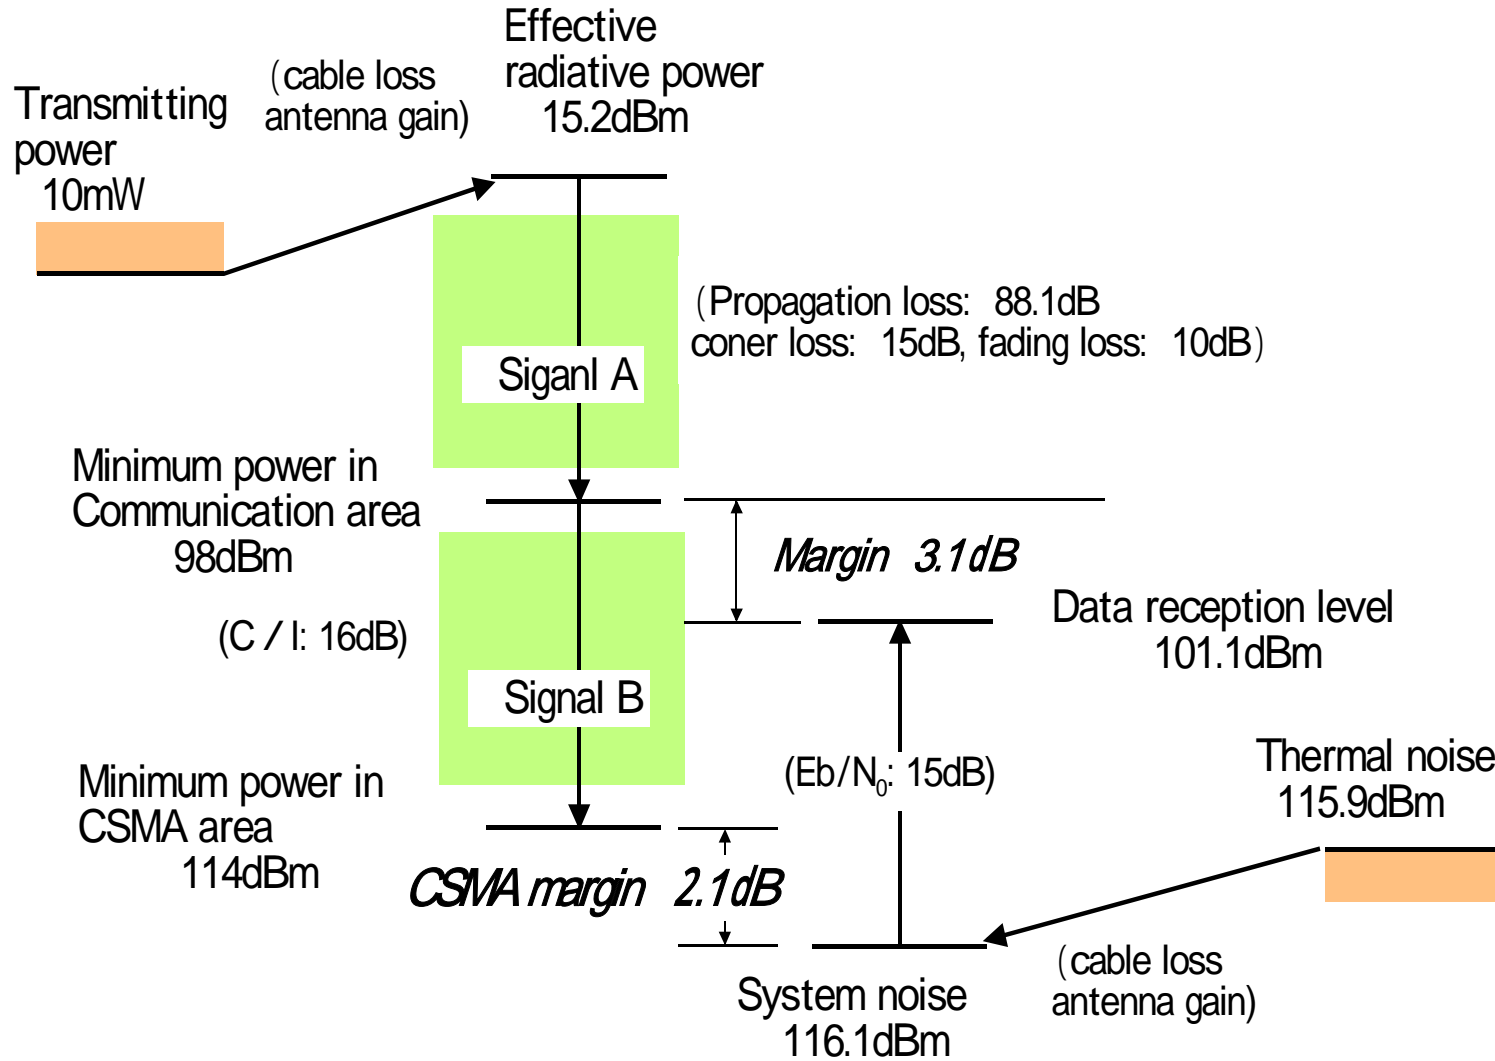 Effective
radiative power
15.2dBm
(cable loss
antenna gain)
Transmitting
power
10mW
(Propagation loss: 88.1dB
coner loss: 15dB, fading loss: 10dB)
Siganl A
Minimum power in
Communication area
98dBm
Margin 3.1dB
(C / I: 16dB)
Data reception level
101.1dBm
Signal B
(Eb/N₀: 15dB)
Thermal noise
115.9dBm
Minimum power in
CSMA area
114dBm
CSMA margin 2.1dB
System noise
116.1dBm
(cable loss
antenna gain)